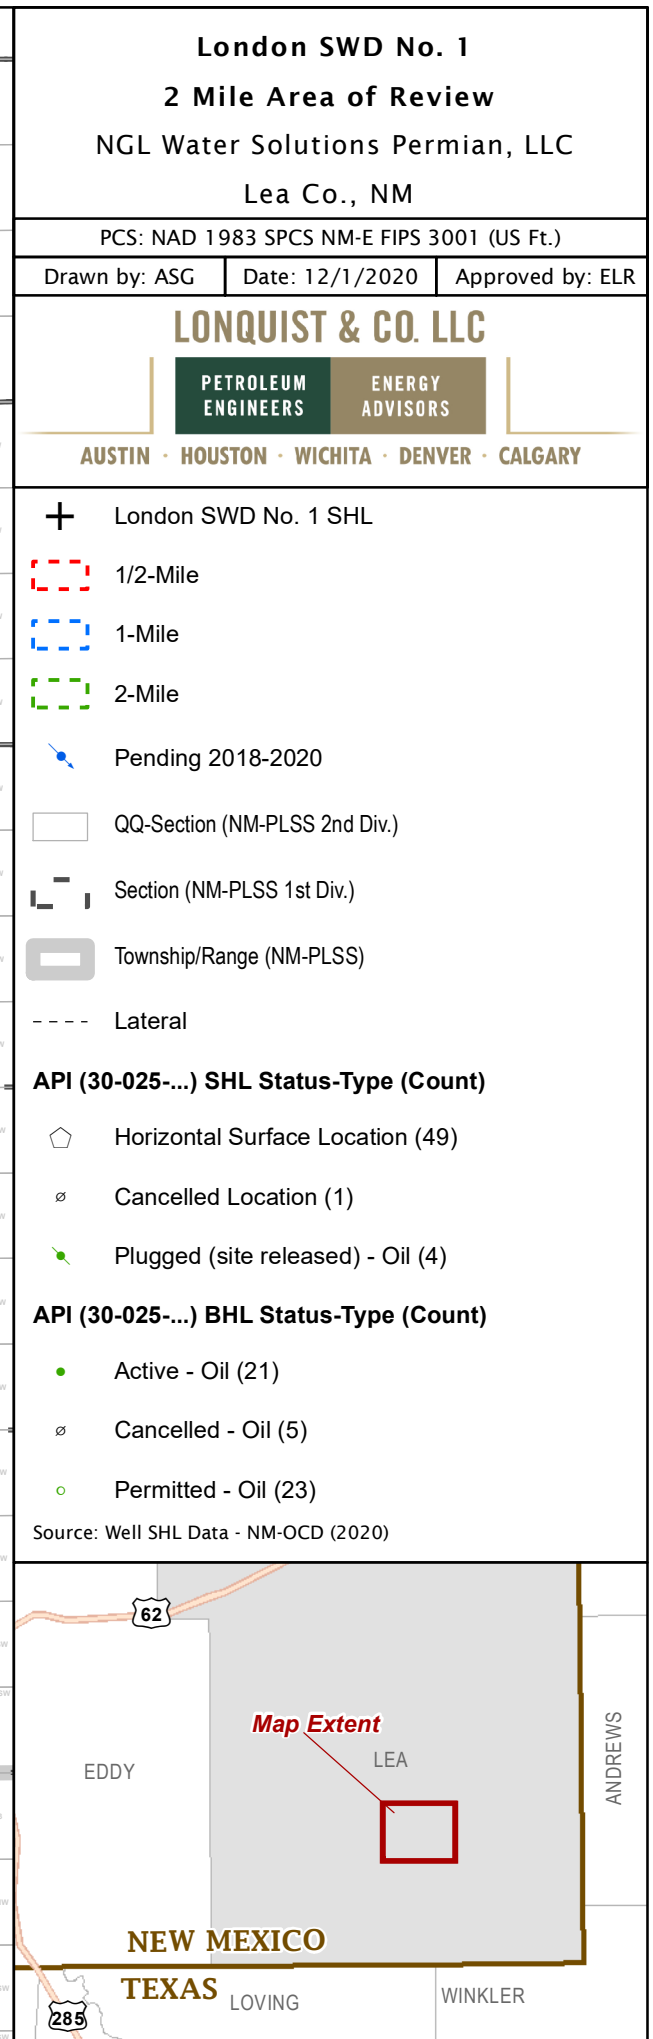 London SWD No. 1
2 Mile Area of Review
NGL Water Solutions Permian, LLC
Lea Co., NM
PCS: NAD 1983 SPCS NM-E FIPS 3001 (US Ft.)
Drawn by: ASG Date: 12/1/2020 Approved by: ELR
LONQUIST & CO. LLC
PETROLEUM ENGINEERS
ENERGY ADVISORS
AUSTIN · HOUSTON · WICHITA · DENVER · CALGARY
London SWD No. 1 SHL
1/2-Mile
1-Mile
2-Mile
Pending 2018-2020
QQ-Section (NM-PLSS 2nd Div.)
Section (NM-PLSS 1st Div.)
Township/Range (NM-PLSS)
Lateral
API (30-025-...) SHL Status-Type (Count)
Horizontal Surface Location (49)
Cancelled Location (1)
Plugged (site released) - Oil (4)
API (30-025-...) BHL Status-Type (Count)
Active - Oil (21)
Cancelled - Oil (5)
Permitted - Oil (23)
Source: Well SHL Data - NM-OCD (2020)
62
Map Extent
LEA
EDDY
ANDREWS
NEW MEXICO
TEXAS
LOVING
WINKLER
285